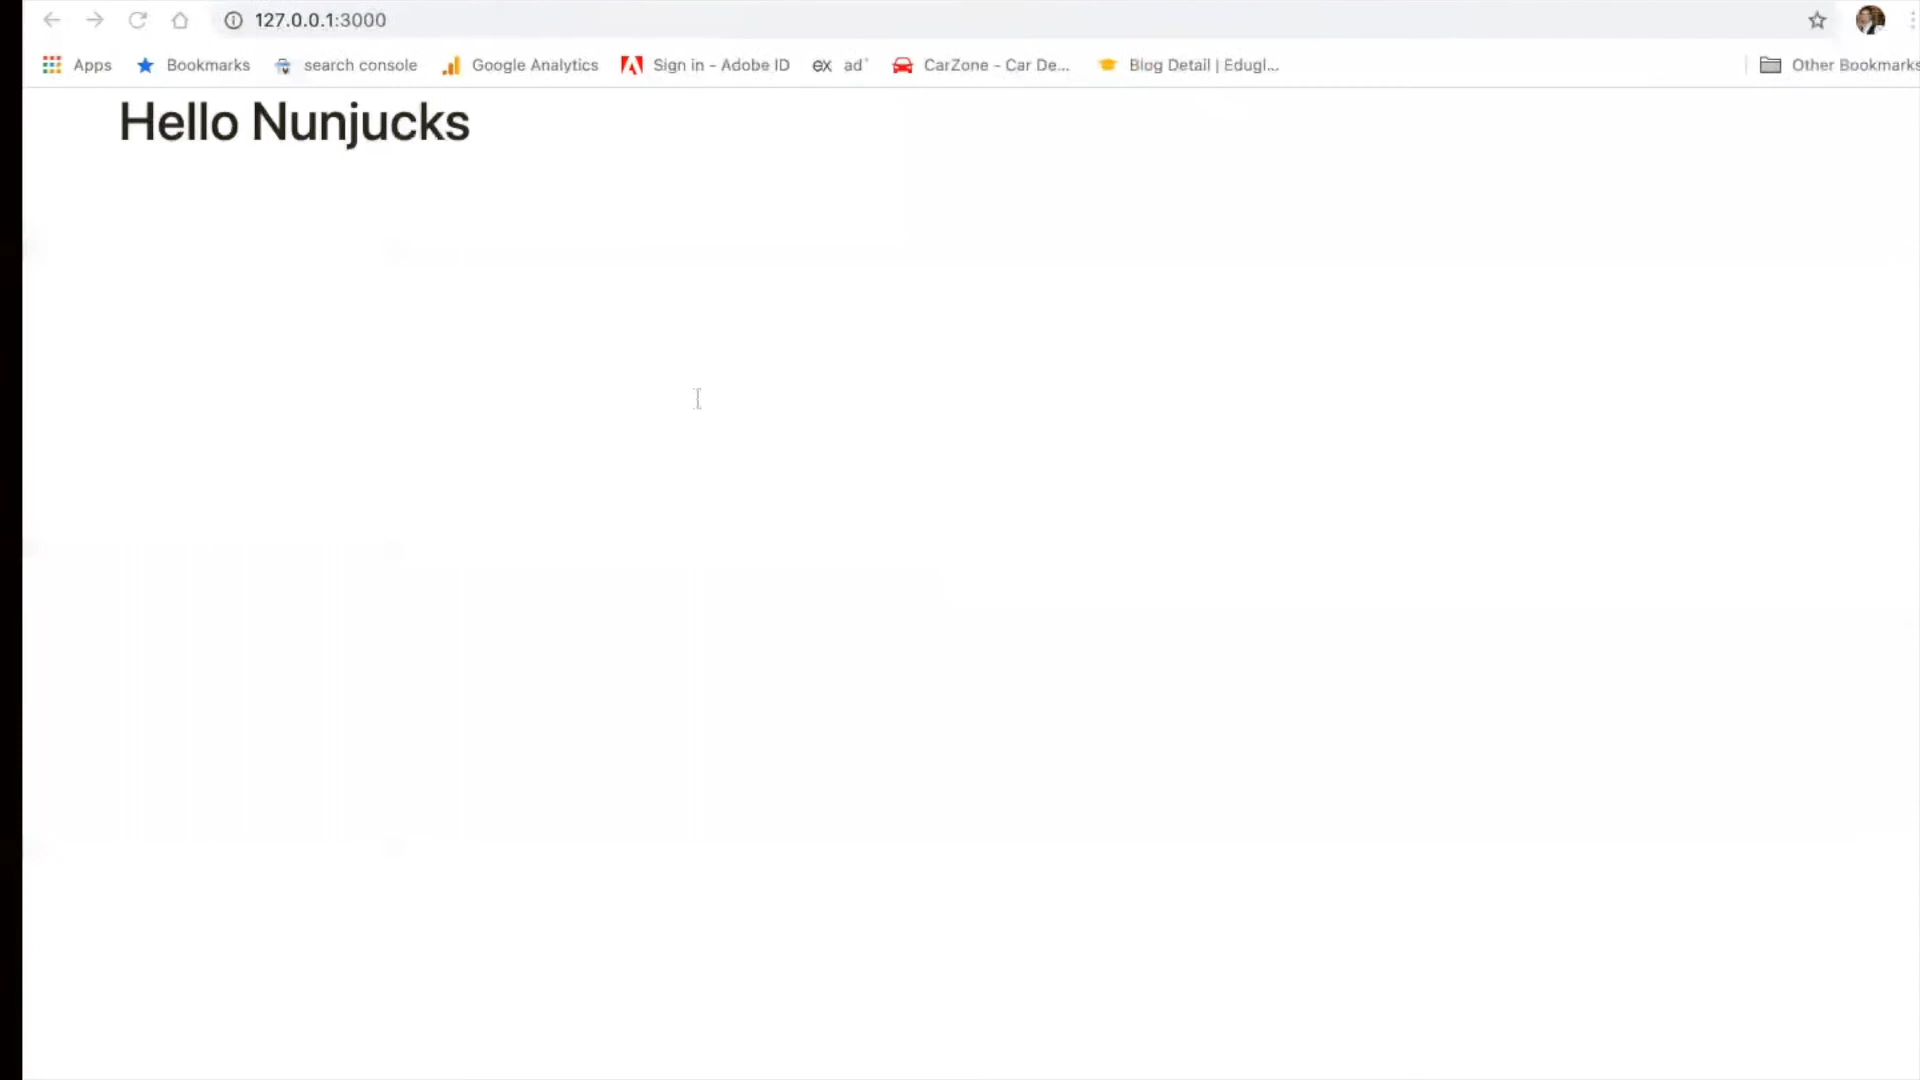 127.0.0.1:3000
Apps Bookmarks search console Google Analytics Sign in - Adobe ID ex ad' CarZone - Car De... Blog Detail | Edugl... Other Bookmarks
Hello Nunjucks